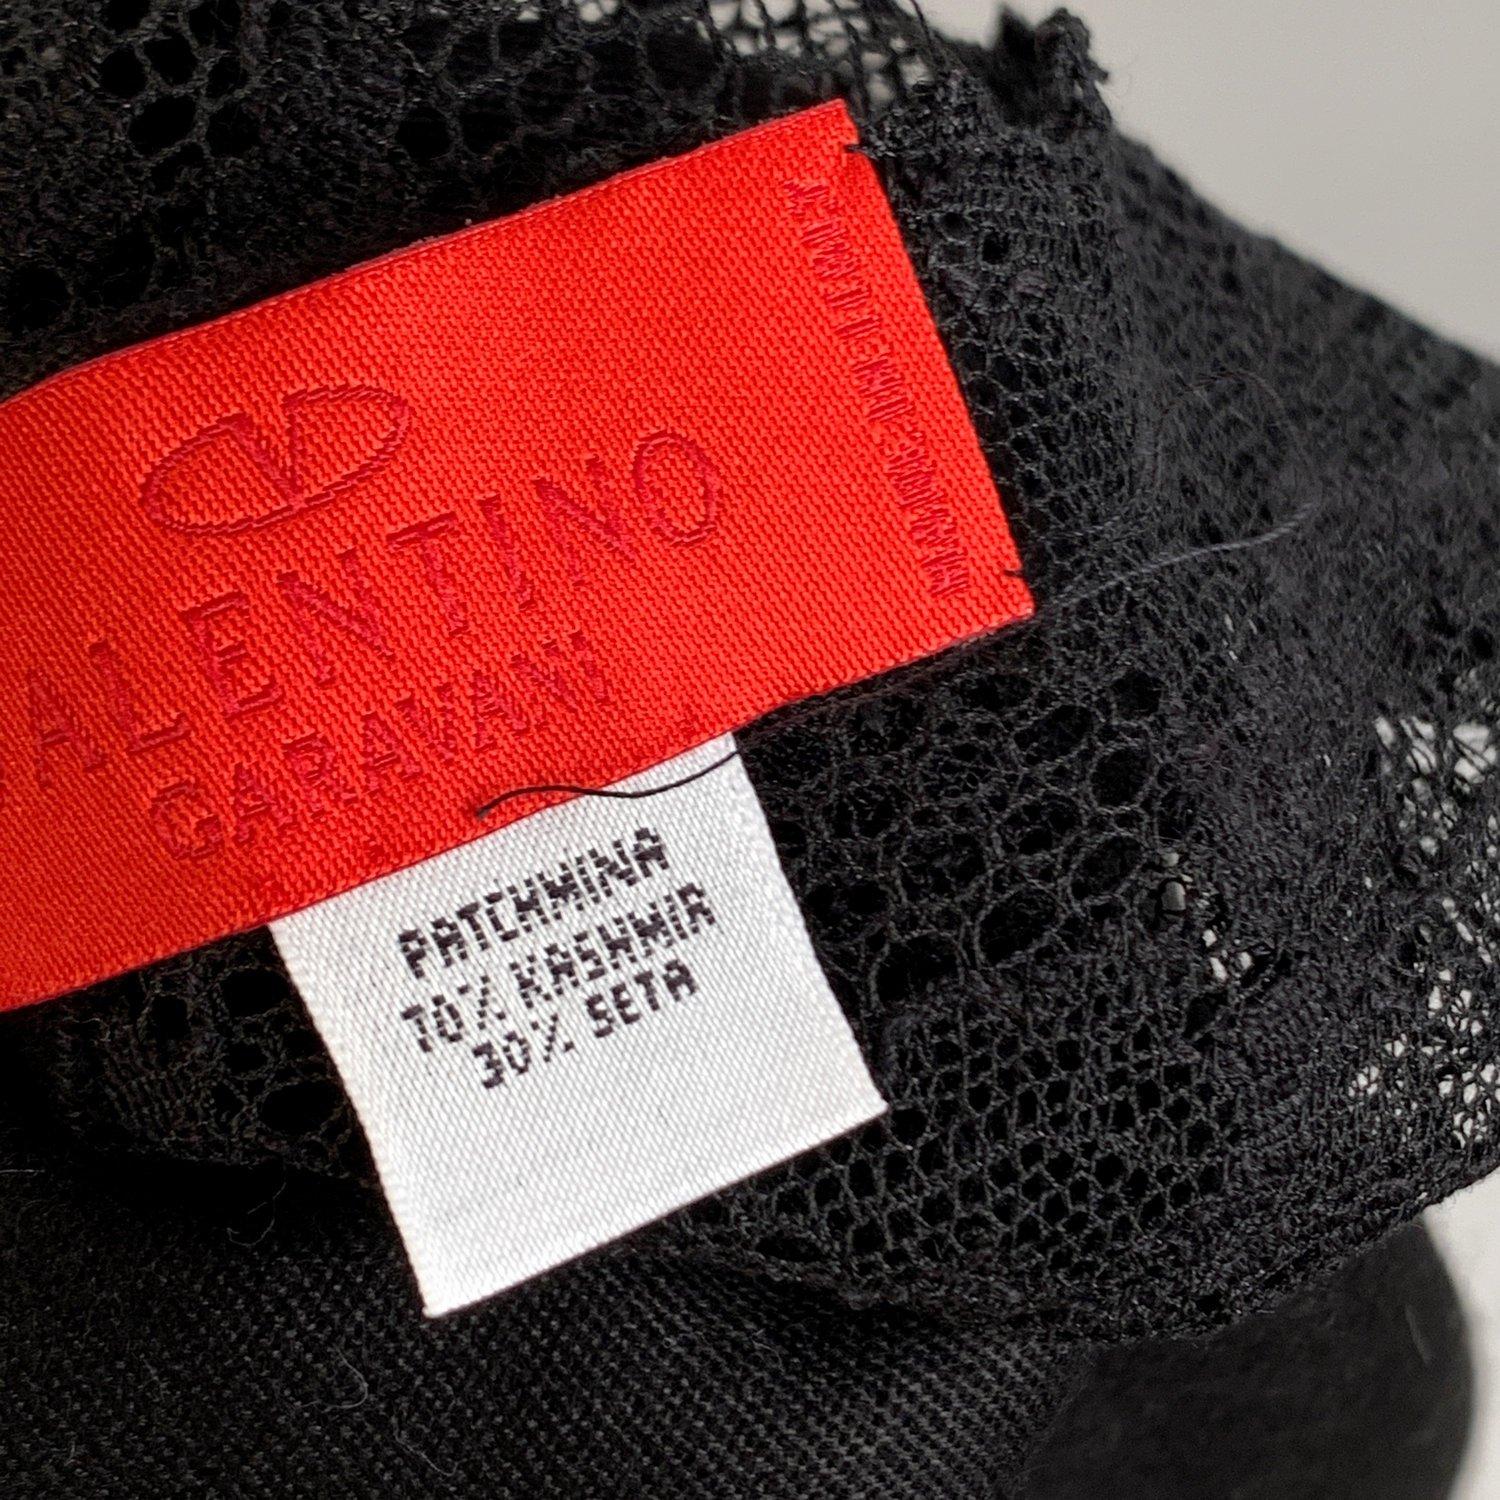 V
ALENTINO
GARAVANI
PATCHMINA
70% KASHMIR
30% SETA